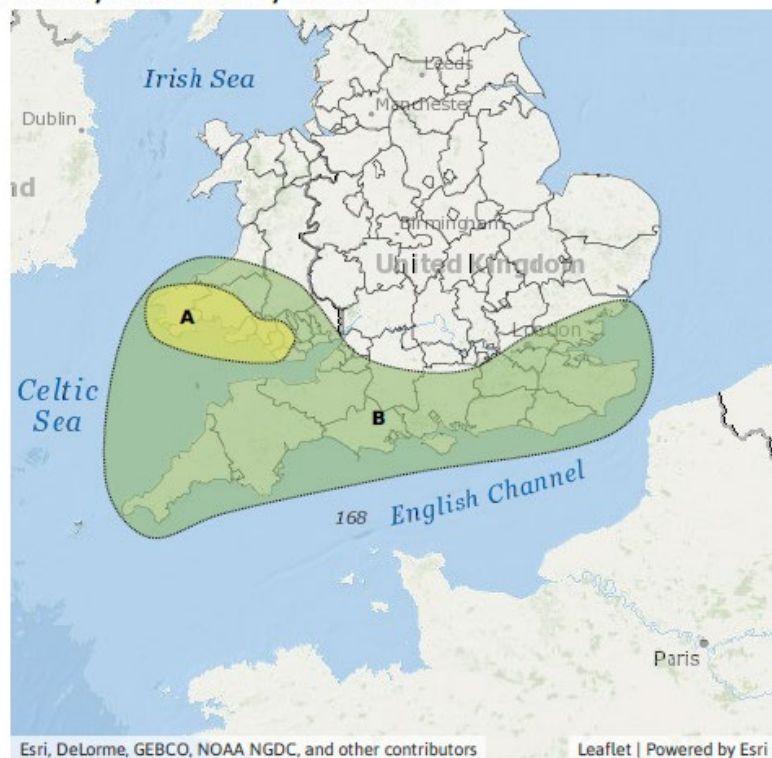 Irish Sea
Leeds
Manchester
Dublin
nd
Birmingham
United Kingdom
A
London
Celtic
Sea
B
168
English Channel
Paris
Esri, DeLorme, GEBCO, NOAA NGDC, and other contributors
Leaflet | Powered by Esri